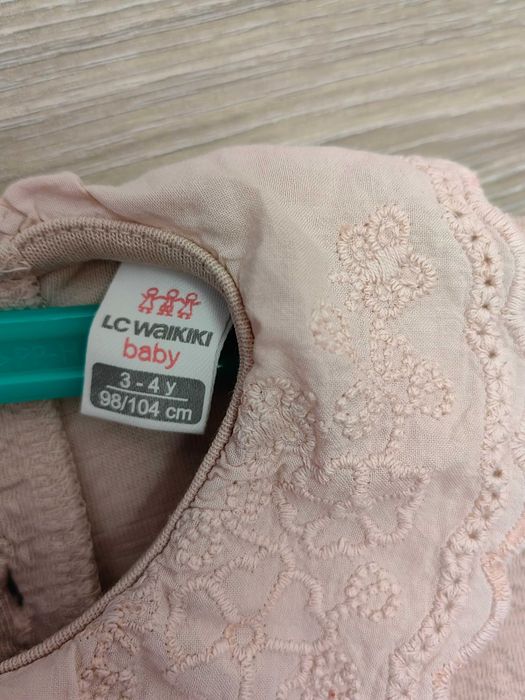 LC WAIKIKI
baby
3 - 4 y
98/104 cm